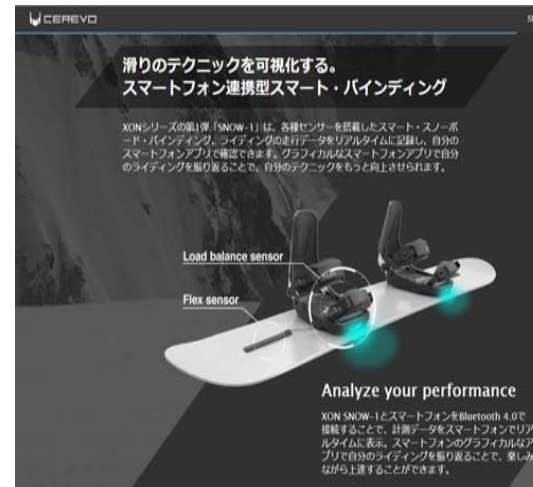 CEREVO
滑りのテクニックを可視化する。
スマートフォン連携型スマート・バインディング
XONシリーズの第1弾「SNOW-1」は、各種センサーを搭載したスマート・スノーボ
ード・バインディング。ライディングの走行データをリアルタイムに記録し、自分の
スマートフォンアプリで確認できます。グラフィカルなスマートフォンアプリで自分
のライディングを振り返ることで、自分のテクニックをもっと向上させられます。
Load balance sensor
Flex sensor
Analyze your performance
XON SNOW-1とスマートフォンをBluetooth 4.0で
接続することで、計測データをスマートフォンでリア
ルタイムに表示。スマートフォンのグラフィカルなア
プリで自分のライディングを振り返ることで、楽しみ
ながら上達することができます。